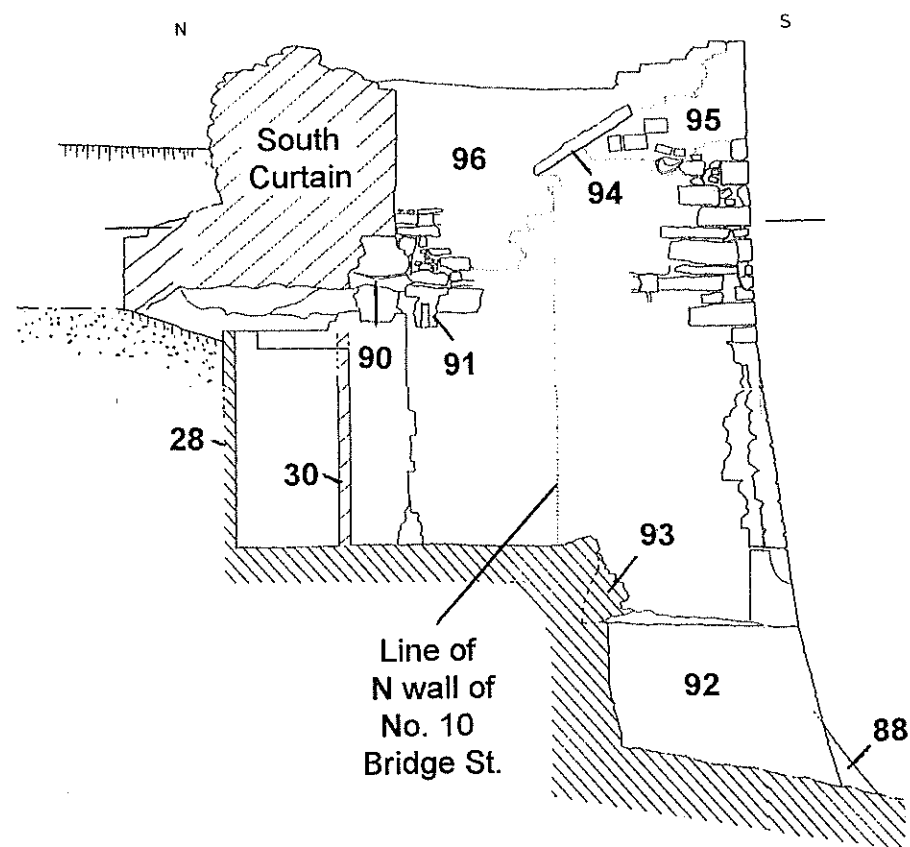 N
S
South
Curtain
96
95
94
90
91
28
30
93
Line of
N wall of
No. 10
Bridge St.
92
88